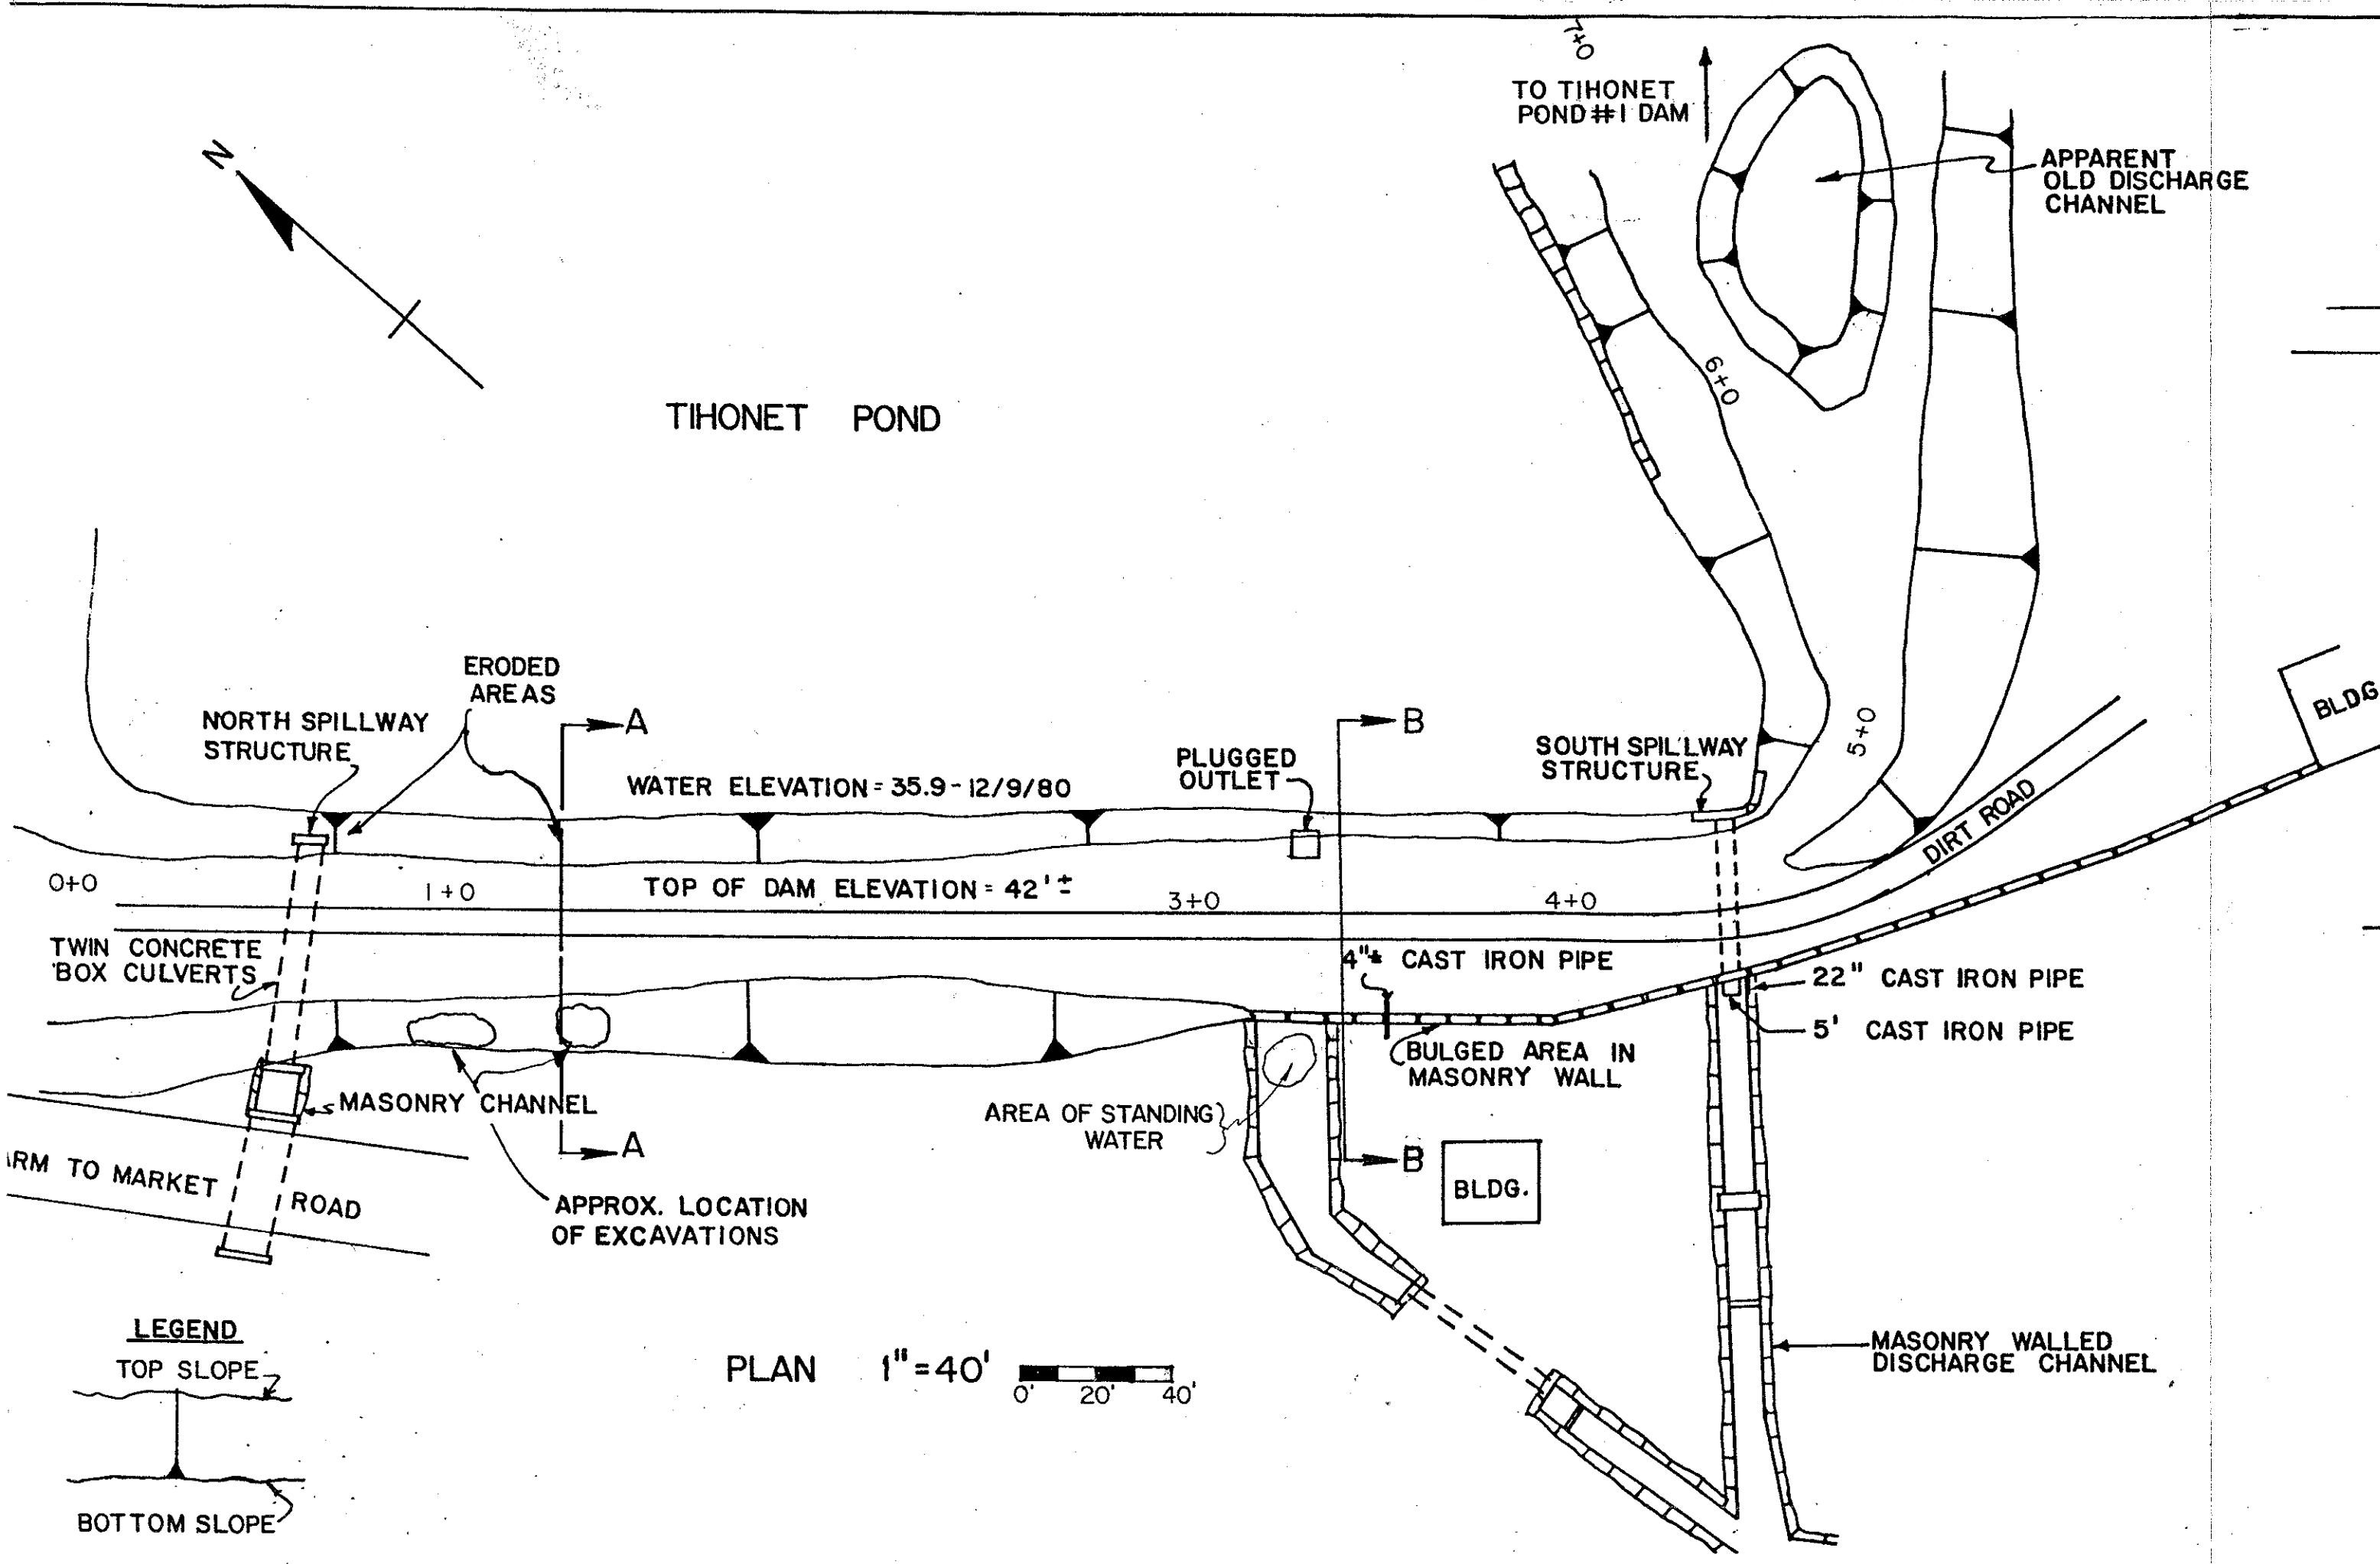 7+0
TO TIHONET
POND #1 DAM
N
APPARENT
OLD DISCHARGE
CHANNEL
6+0
TIHONET POND
ERODED
AREAS
NORTH SPILLWAY
STRUCTURE
A
B
PLUGGED
OUTLET
SOUTH SPILLWAY
STRUCTURE
5+0
BLDG
WATER ELEVATION = 35.9 - 12/9/80
DIRT ROAD
0+0
1+0
TOP OF DAM ELEVATION = 42' ±
3+0
4+0
TWIN CONCRETE
BOX CULVERTS
4"± CAST IRON PIPE
22" CAST IRON PIPE
5' CAST IRON PIPE
BULGED AREA IN
MASONRY WALL
MASONRY CHANNEL
AREA OF STANDING
WATER
A
B
ARM TO MARKET ROAD
BLDG.
APPROX. LOCATION
OF EXCAVATIONS
LEGEND
TOP SLOPE
BOTTOM SLOPE
PLAN 1"=40'
0' 20' 40'
MASONRY WALLED
DISCHARGE CHANNEL